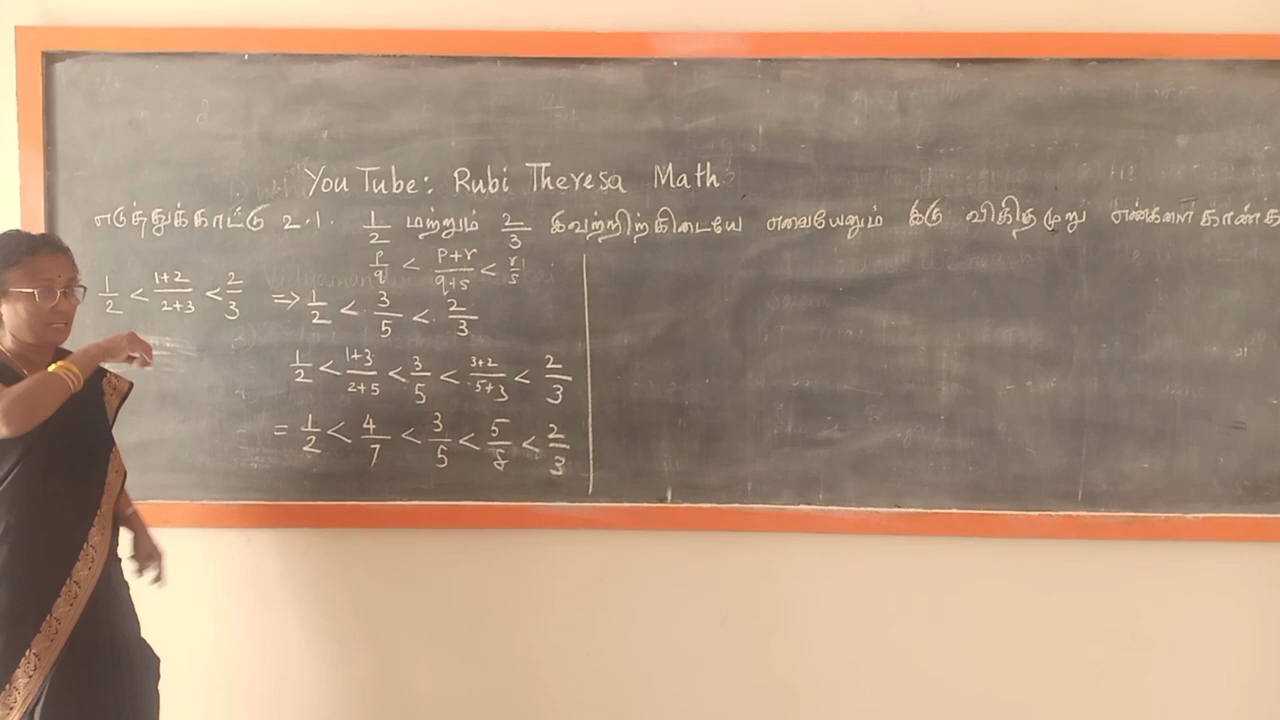 You Tube: Rubi Theresa Math
எடுத்துக்காட்டு 2.1. 1/2 மற்றும் 2/3 இவற்றிற்கிடையே எவையேனும் இரு விகிதமுறு எண்களை காண்க
p/q < p+r/q+s < r/s
1/2 < 1+2/2+3 < 2/3 ⇒ 1/2 < 3/5 < 2/3
1/2 < 1+3/2+5 < 3/5 < 3+2/5+3 < 2/3
= 1/2 < 4/7 < 3/5 < 5/8 < 2/3